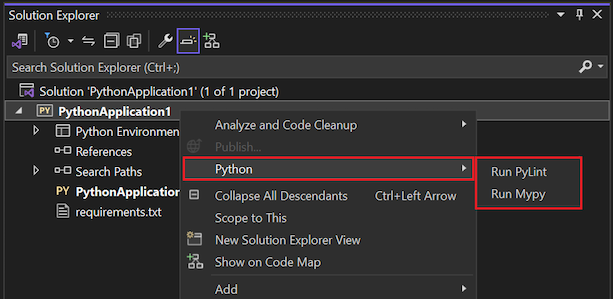 Solution Explorer
Search Solution Explorer (Ctrl+;)
Solution 'PythonApplication1' (1 of 1 project)
PY PythonApplication1
Python Environmen
References
Search Paths
PY PythonApplication
requirements.txt
Analyze and Code Cleanup
Publish...
Python
Collapse All Descendants Ctrl+Left Arrow
Scope to This
New Solution Explorer View
Show on Code Map
Add
Run PyLint
Run Mypy